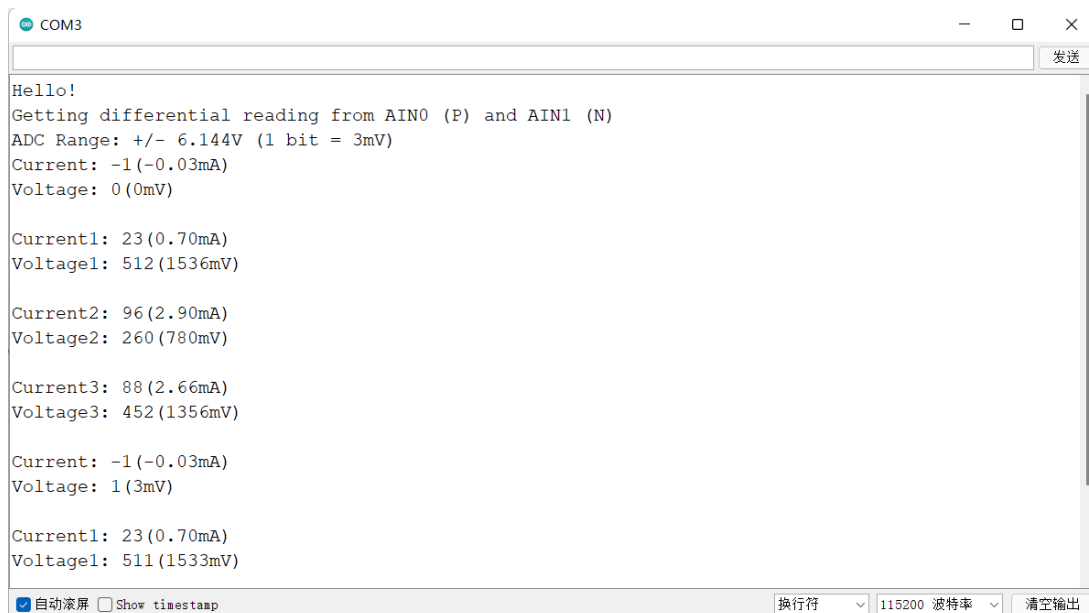 COM3
发送
Hello!
Getting differential reading from AIN0 (P) and AIN1 (N)
ADC Range: +/- 6.144V (1 bit = 3mV)
Current: -1(-0.03mA)
Voltage: 0(0mV)
Current1: 23(0.70mA)
Voltage1: 512(1536mV)
Current2: 96(2.90mA)
Voltage2: 260(780mV)
Current3: 88(2.66mA)
Voltage3: 452(1356mV)
Current: -1(-0.03mA)
Voltage: 1(3mV)
Current1: 23(0.70mA)
Voltage1: 511(1533mV)
自动滚屏 Show timestamp 换行符 115200 波特率 清空输出